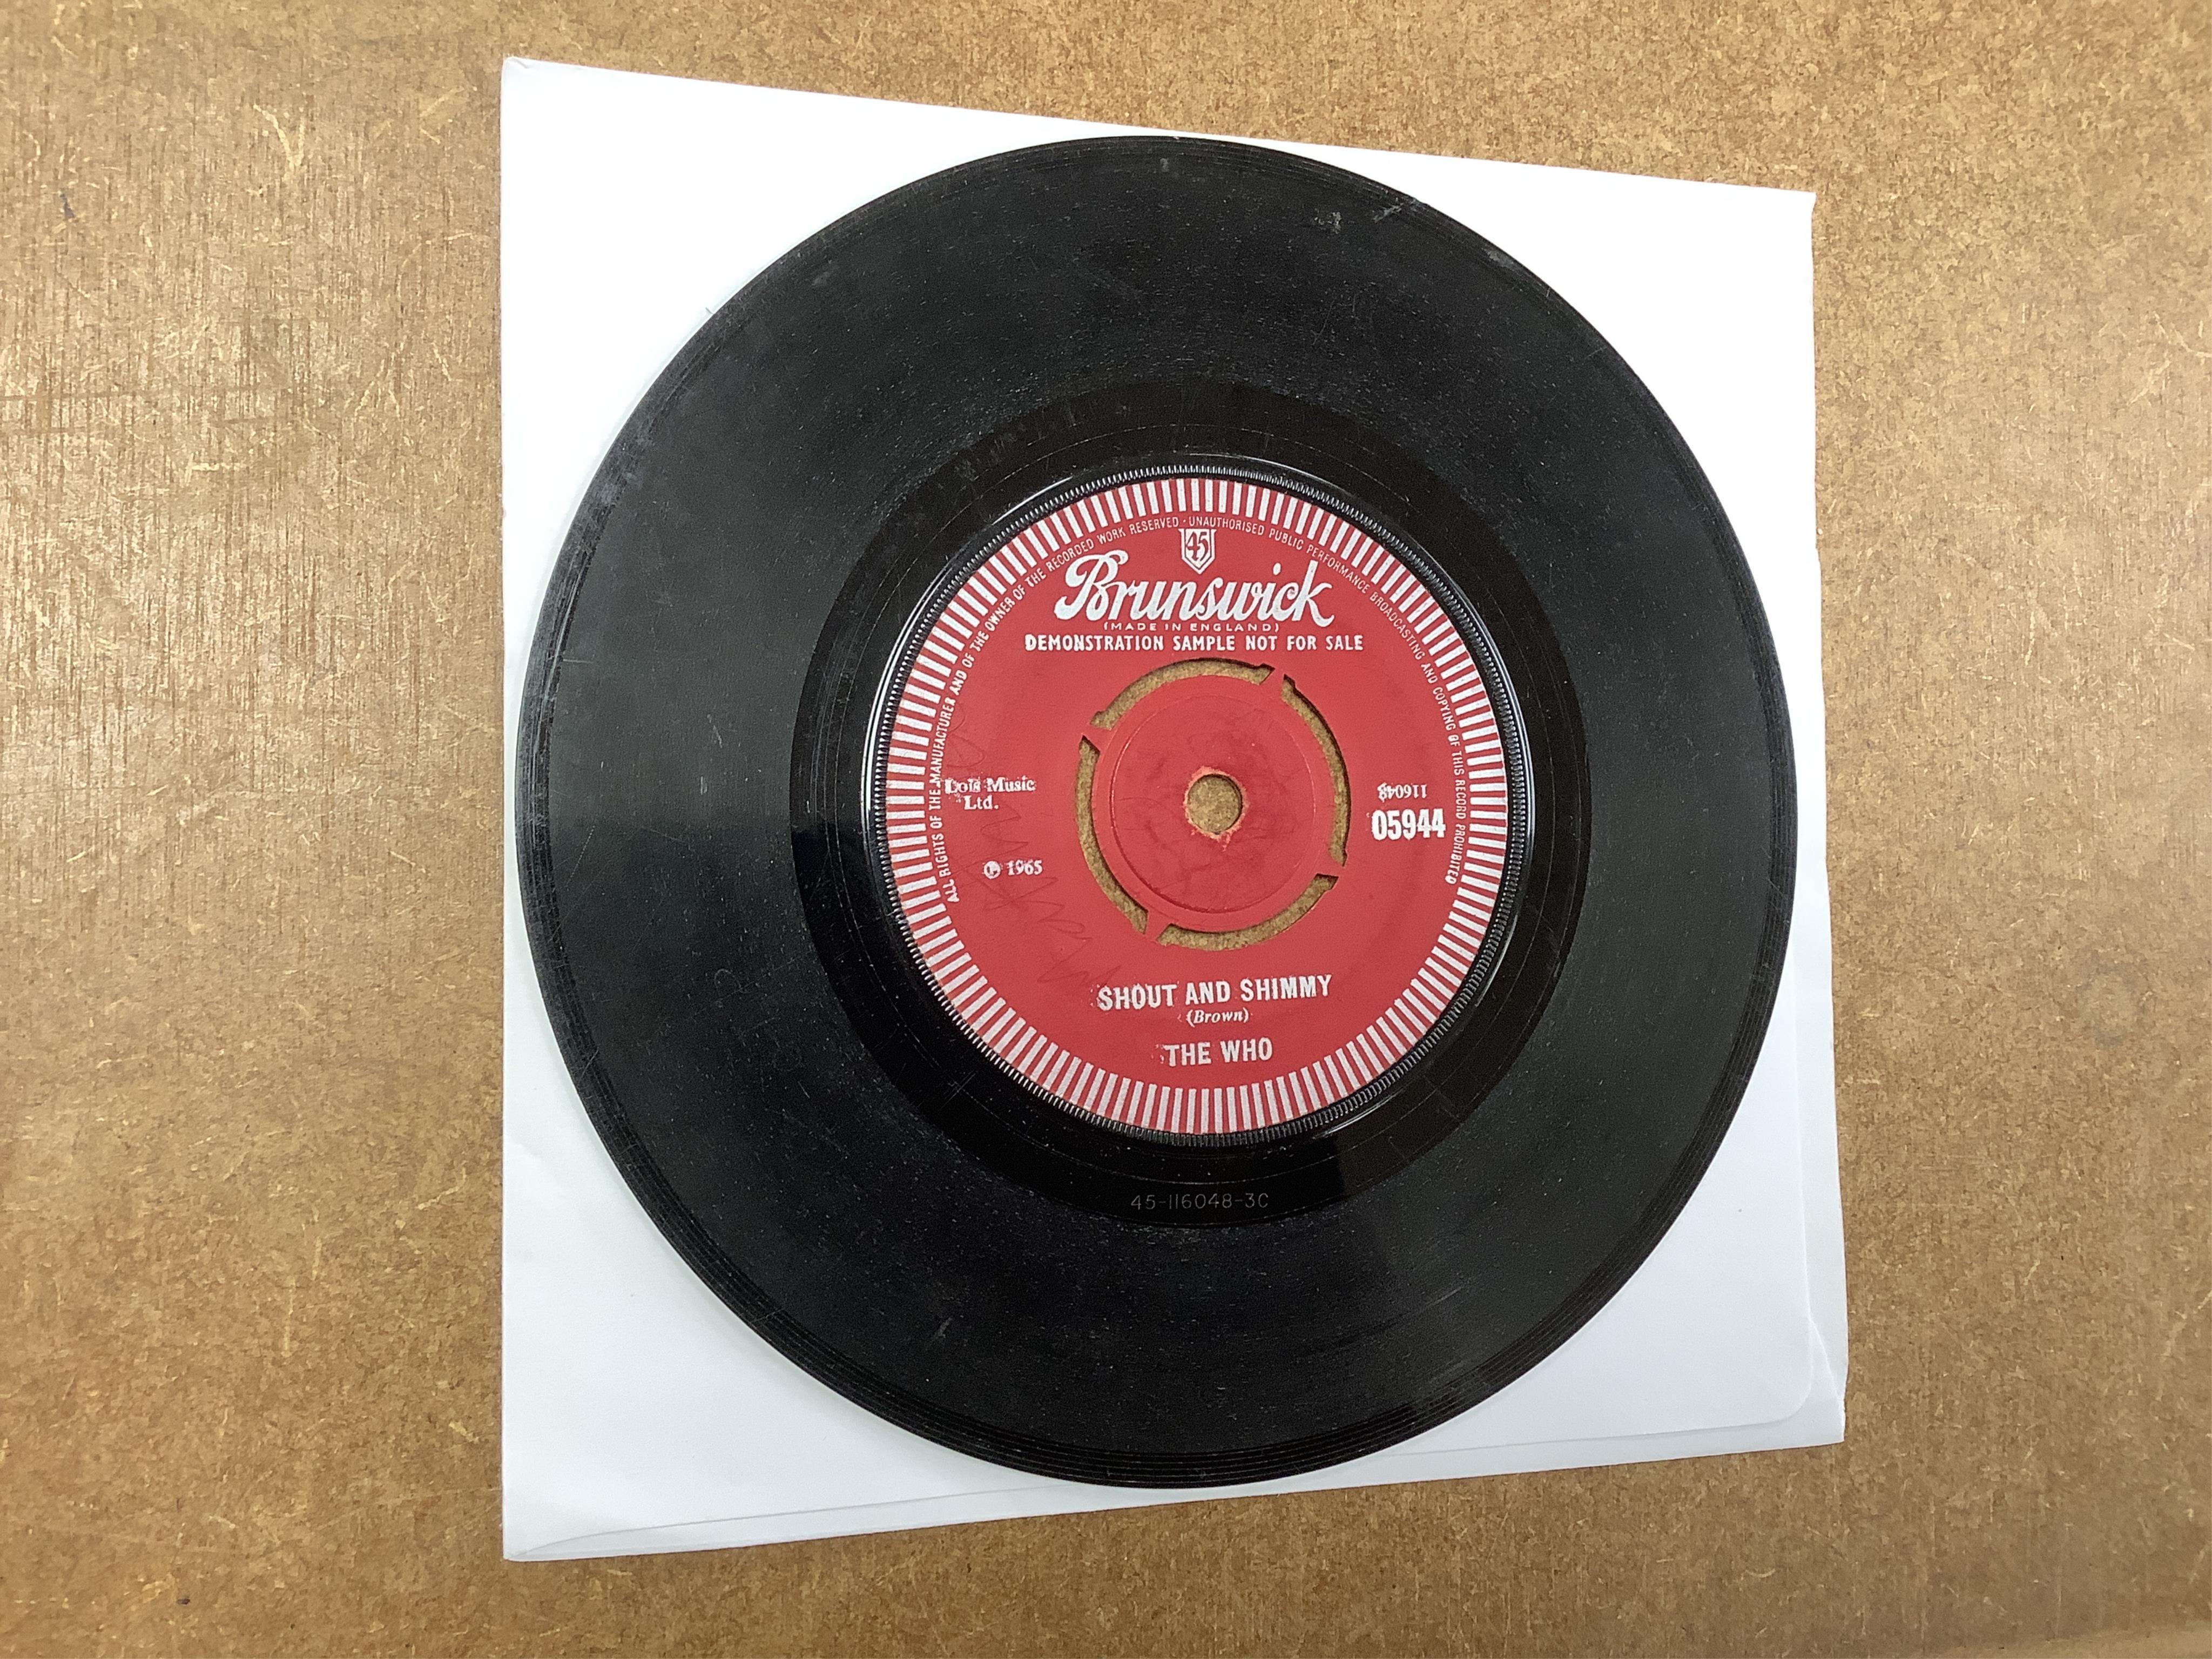 ALL RIGHTS OF THE MANUFACTURER AND OF THE OWNER OF THE RECORDED WORK RESERVED · UNAUTHORISED PUBLIC PERFORMANCE BROADCASTING AND COPYING OF THIS RECORD PROHIBITED
45
Brunswick
(MADE IN ENGLAND)
DEMONSTRATION SAMPLE NOT FOR SALE
Lois Music
Ltd.
116048
05944
℗ 1965
SHOUT AND SHIMMY
(Brown)
THE WHO
45-116048-3C